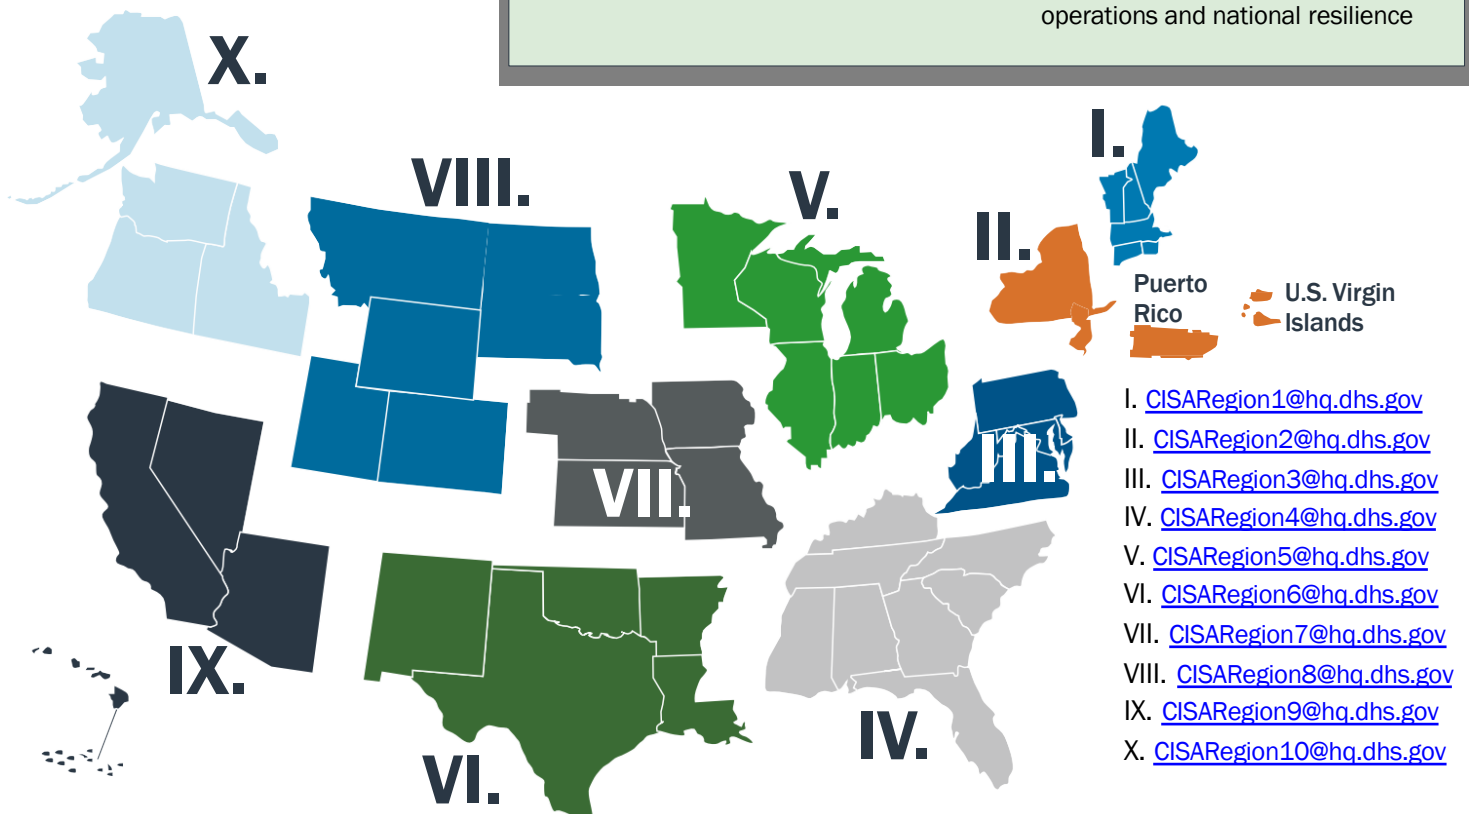 operations and national resilience
X.
I.
VIII.
V.
II.
Puerto
Rico
U.S. Virgin
Islands
III.
VII.
IX.
IV.
VI.
I. CISARegion1@hq.dhs.gov
II. CISARegion2@hq.dhs.gov
III. CISARegion3@hq.dhs.gov
IV. CISARegion4@hq.dhs.gov
V. CISARegion5@hq.dhs.gov
VI. CISARegion6@hq.dhs.gov
VII. CISARegion7@hq.dhs.gov
VIII. CISARegion8@hq.dhs.gov
IX. CISARegion9@hq.dhs.gov
X. CISARegion10@hq.dhs.gov